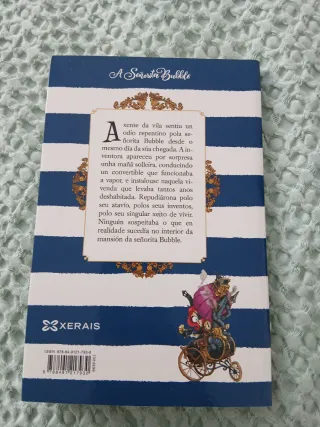 A Señorita Bubble
A xente da vila sentiu un
odio repentino pola se-
ñorita Bubble desde o
mesmo día da súa chegada. A in-
ventora apareceu por sorpresa
unha mañá solleira, conducindo
un convertible que funcionaba
a vapor, e instalouse naquela vi-
venda que levaba tantos anos
deshabitada. Repudiárona polo
seu atavío, polos seus inventos,
polo seu singular xeito de vivir.
Ninguén sospeitaba o que en
realidade sucedía no interior da
mansión da señorita Bubble.
XERAIS